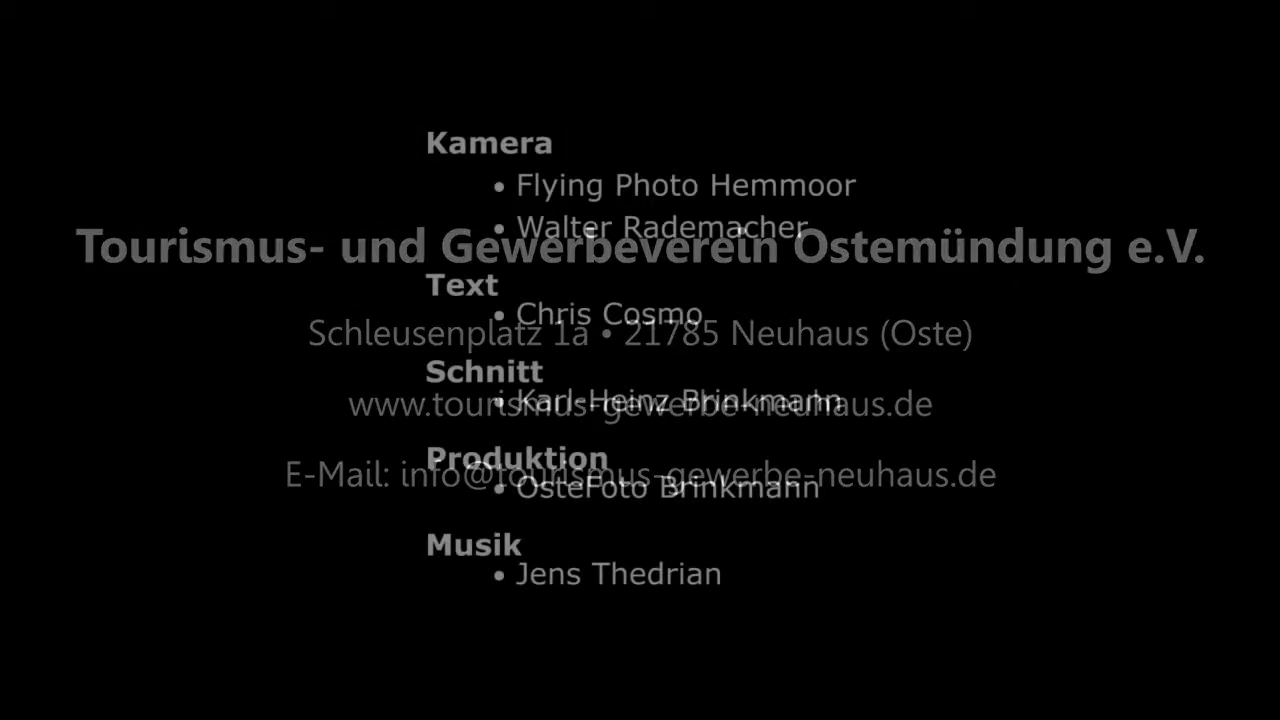 Kamera
• Flying Photo Hemmoor
• Walter Rademacher
Tourismus- und Gewerbeverein Ostemündung e.V.
Text
• Chris Cosmo
Schleusenplatz 1a • 21785 Neuhaus (Oste)
Schnitt
• Karl-Heinz Brinkmann
www.tourismus-gewerbe-neuhaus.de
Produktion
E-Mail: info@tourismus-gewerbe-neuhaus.de
• OsteFoto Brinkmann
Musik
• Jens Thedrian